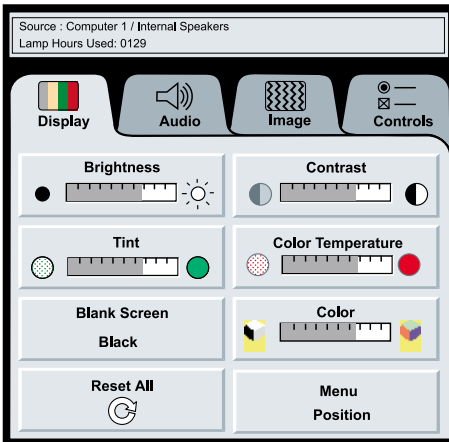 Source : Computer 1 / Internal Speakers
Lamp Hours Used: 0129
Display
Audio
Image
Controls
Brightness
Contrast
Tint
Color Temperature
Blank Screen
Black
Color
Reset All
Menu
Position